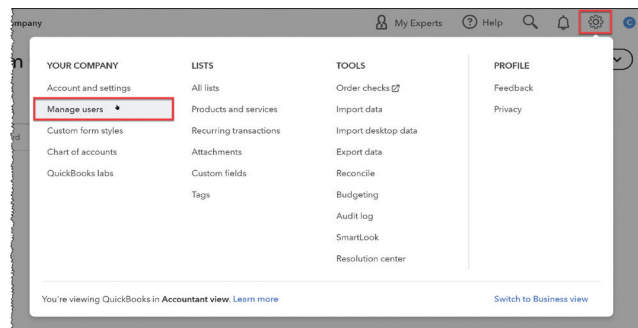 ompany
My Experts
Help
C
n
rd
YOUR COMPANY
Account and settings
Manage users
Custom form styles
Chart of accounts
QuickBooks labs
LISTS
All lists
Products and services
Recurring transactions
Attachments
Custom fields
Tags
TOOLS
Order checks
Import data
Import desktop data
Export data
Reconcile
Budgeting
Audit log
SmartLook
Resolution center
PROFILE
Feedback
Privacy
You're viewing QuickBooks in Accountant view. Learn more
Switch to Business view